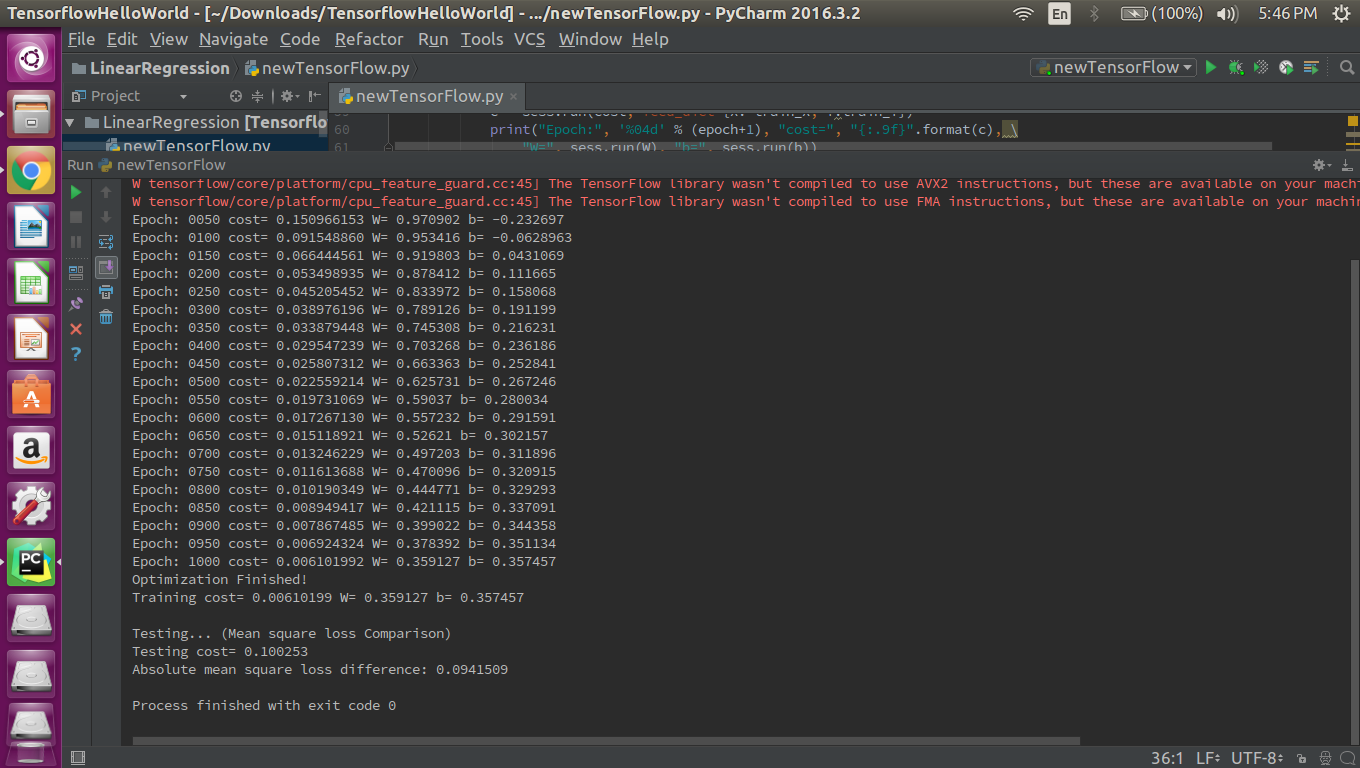 TensorflowHelloWorld - [~/Downloads/TensorflowHelloWorld] - .../newTensorFlow.py - PyCharm 2016.3.2
En (100%) 5:46 PM
File Edit View Navigate Code Refactor Run Tools VCS Window Help
LinearRegression newTensorFlow.py
newTensorFlow
Project
newTensorFlow.py
LinearRegression [Tensorflo
60 print("Epoch:", '%04d' % (epoch+1), "cost=", "{:.9f}".format(c), \
newTensorFlow.py
61 "W=", sess.run(W), "b=", sess.run(b))
Run newTensorFlow
W tensorflow/core/platform/cpu_feature_guard.cc:45] The TensorFlow library wasn't compiled to use AVX2 instructions, but these are available on your machi
W tensorflow/core/platform/cpu_feature_guard.cc:45] The TensorFlow library wasn't compiled to use FMA instructions, but these are available on your machin
Epoch: 0050 cost= 0.150966153 W= 0.970902 b= -0.232697
Epoch: 0100 cost= 0.091548860 W= 0.953416 b= -0.0628963
Epoch: 0150 cost= 0.066444561 W= 0.919803 b= 0.0431069
Epoch: 0200 cost= 0.053498935 W= 0.878412 b= 0.111665
Epoch: 0250 cost= 0.045205452 W= 0.833972 b= 0.158068
Epoch: 0300 cost= 0.038976196 W= 0.789126 b= 0.191199
Epoch: 0350 cost= 0.033879448 W= 0.745308 b= 0.216231
Epoch: 0400 cost= 0.029547239 W= 0.703268 b= 0.236186
Epoch: 0450 cost= 0.025807312 W= 0.663363 b= 0.252841
Epoch: 0500 cost= 0.022559214 W= 0.625731 b= 0.267246
Epoch: 0550 cost= 0.019731069 W= 0.59037 b= 0.280034
Epoch: 0600 cost= 0.017267130 W= 0.557232 b= 0.291591
Epoch: 0650 cost= 0.015118921 W= 0.52621 b= 0.302157
Epoch: 0700 cost= 0.013246229 W= 0.497203 b= 0.311896
Epoch: 0750 cost= 0.011613688 W= 0.470096 b= 0.320915
Epoch: 0800 cost= 0.010190349 W= 0.444771 b= 0.329293
Epoch: 0850 cost= 0.008949417 W= 0.421115 b= 0.337091
Epoch: 0900 cost= 0.007867485 W= 0.399022 b= 0.344358
Epoch: 0950 cost= 0.006924324 W= 0.378392 b= 0.351134
Epoch: 1000 cost= 0.006101992 W= 0.359127 b= 0.357457
Optimization Finished!
Training cost= 0.00610199 W= 0.359127 b= 0.357457
Testing... (Mean square loss Comparison)
Testing cost= 0.100253
Absolute mean square loss difference: 0.0941509
Process finished with exit code 0
PC
36:1 LF UTF-8